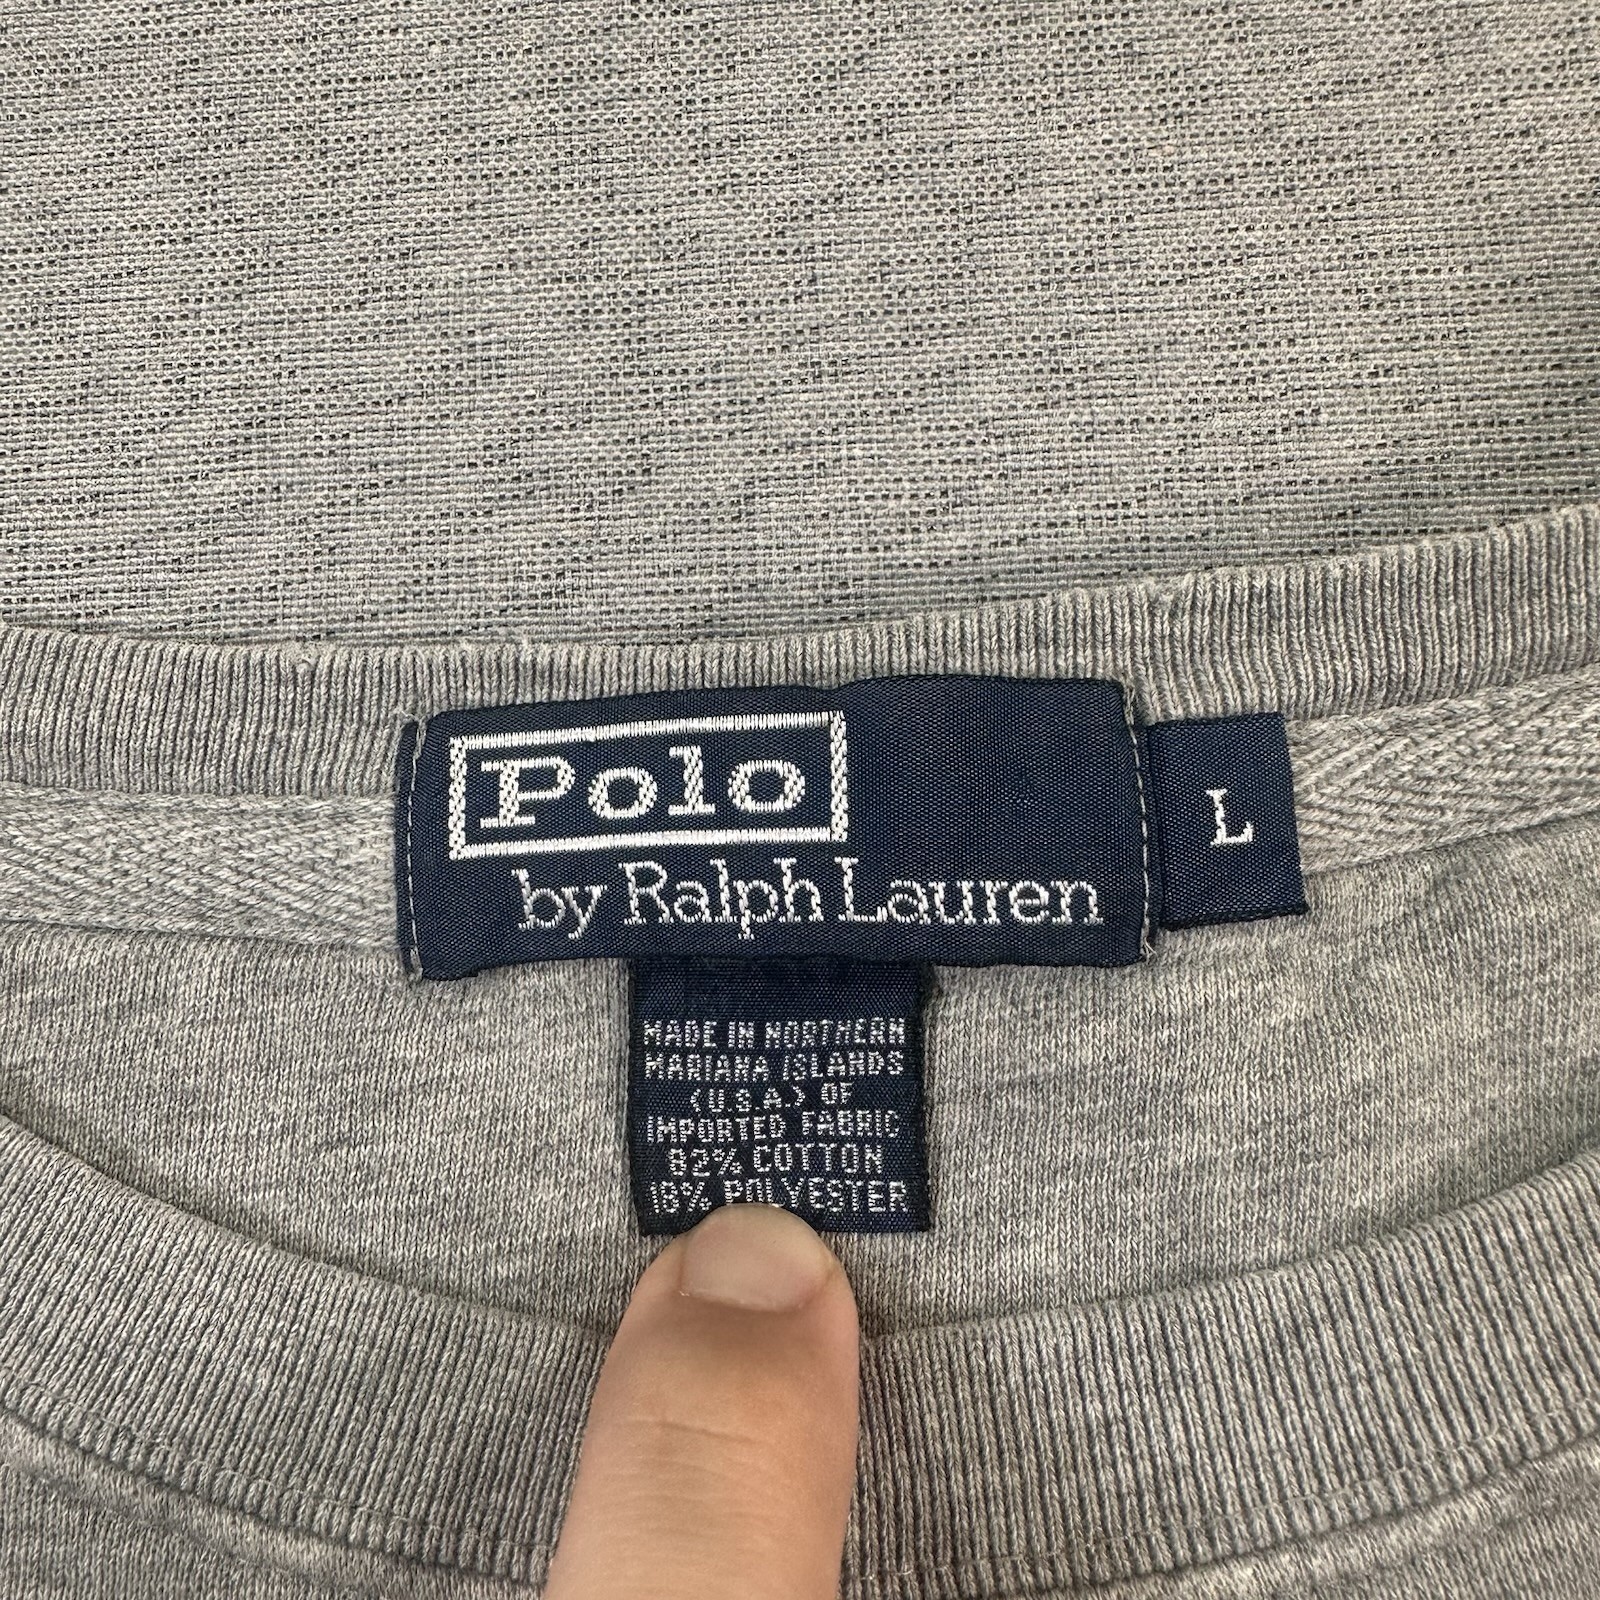 Polo
by Ralph Lauren
L
MADE IN NORTHERN
MARIANA ISLANDS
(U.S.A.) OF
IMPORTED FABRIC
82% COTTON
18% POLYESTER